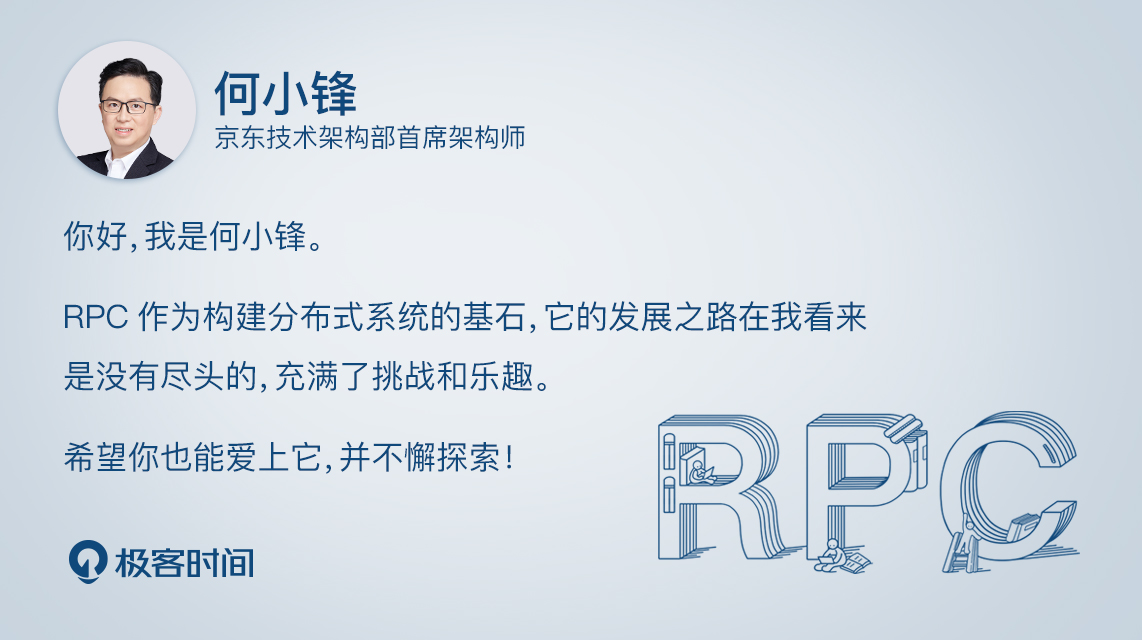 何小锋
京东技术架构部首席架构师
你好,我是何小锋。
RPC 作为构建分布式系统的基石,它的发展之路在我看来
是没有尽头的,充满了挑战和乐趣。
希望你也能爱上它,并不懈探索!
RPC
极客时间